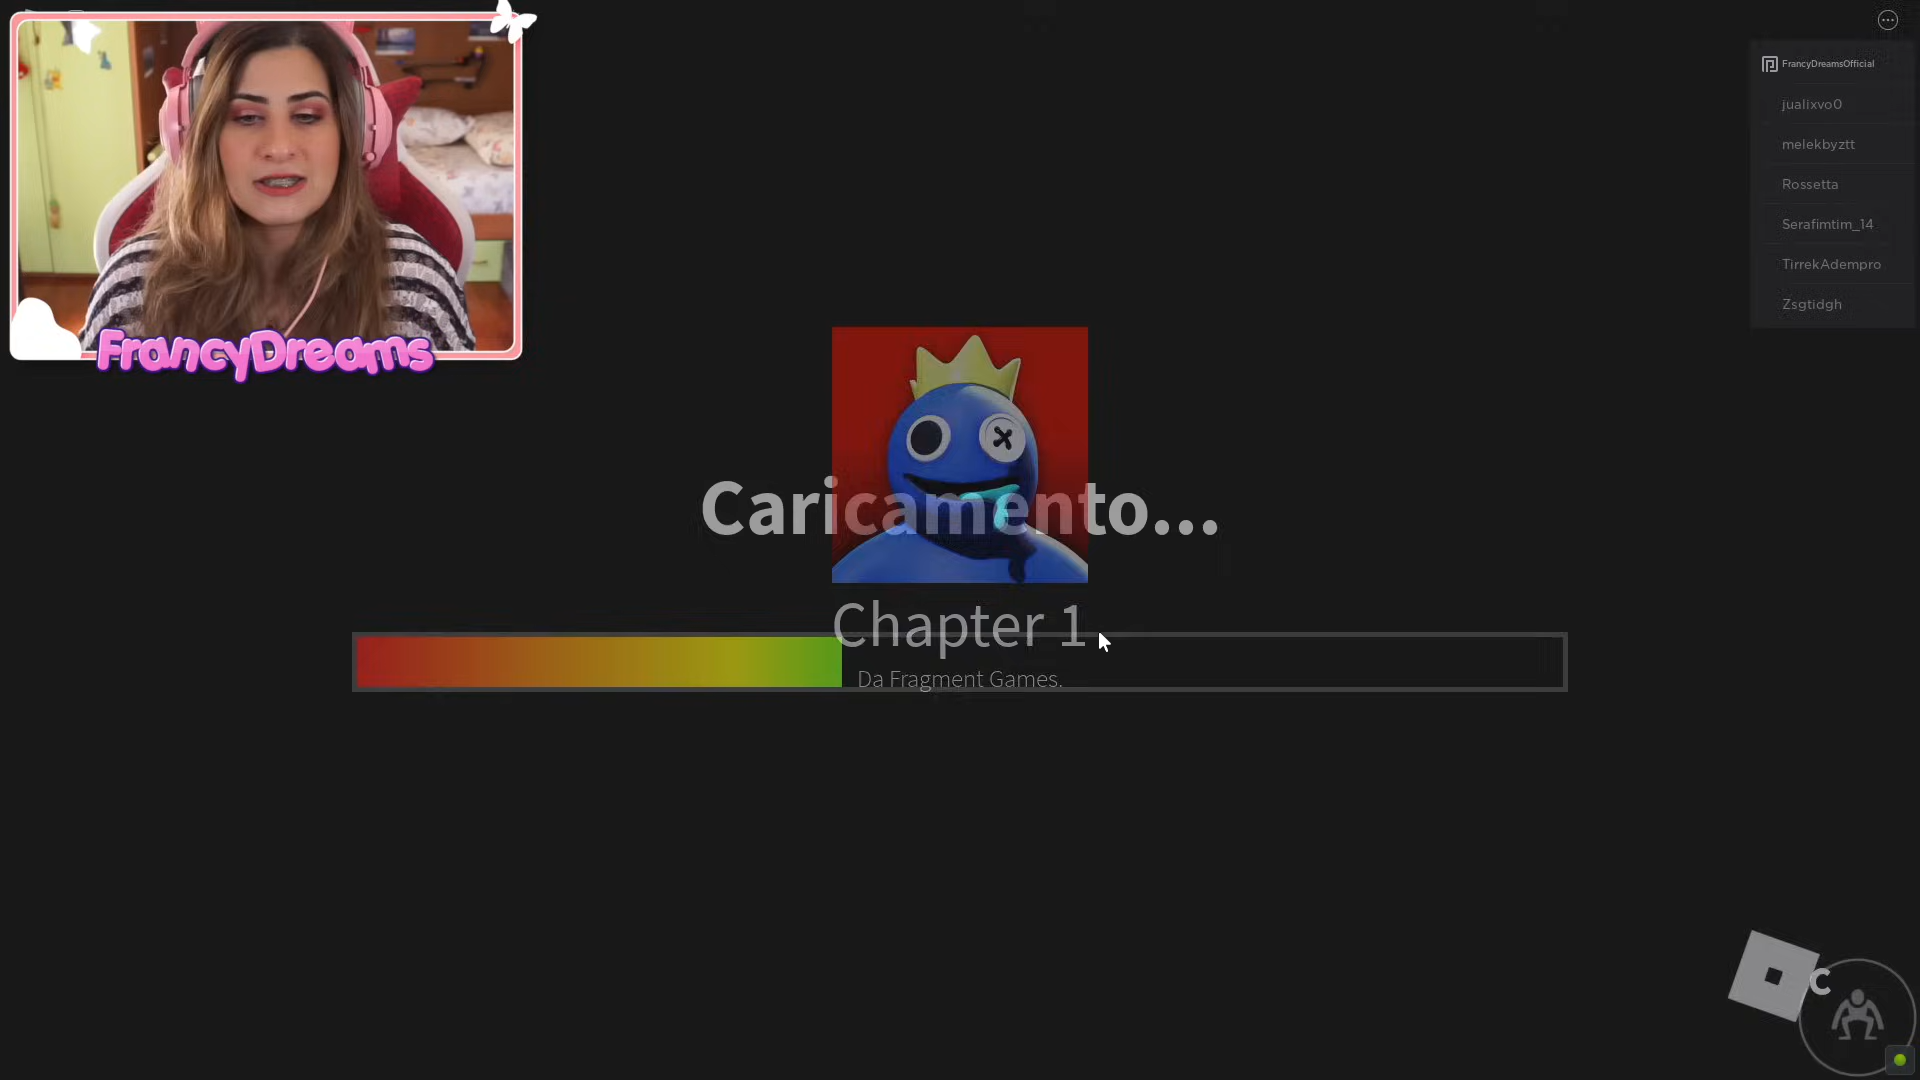 FrancyDreams
FrancyDreamsOfficial
jualixvo0
melekbyztt
Rossetta
Serafimtim_14
TirrekAdempro
Zsgtidgh
Caricamento...
Chapter 1
Da Fragment Games.
C